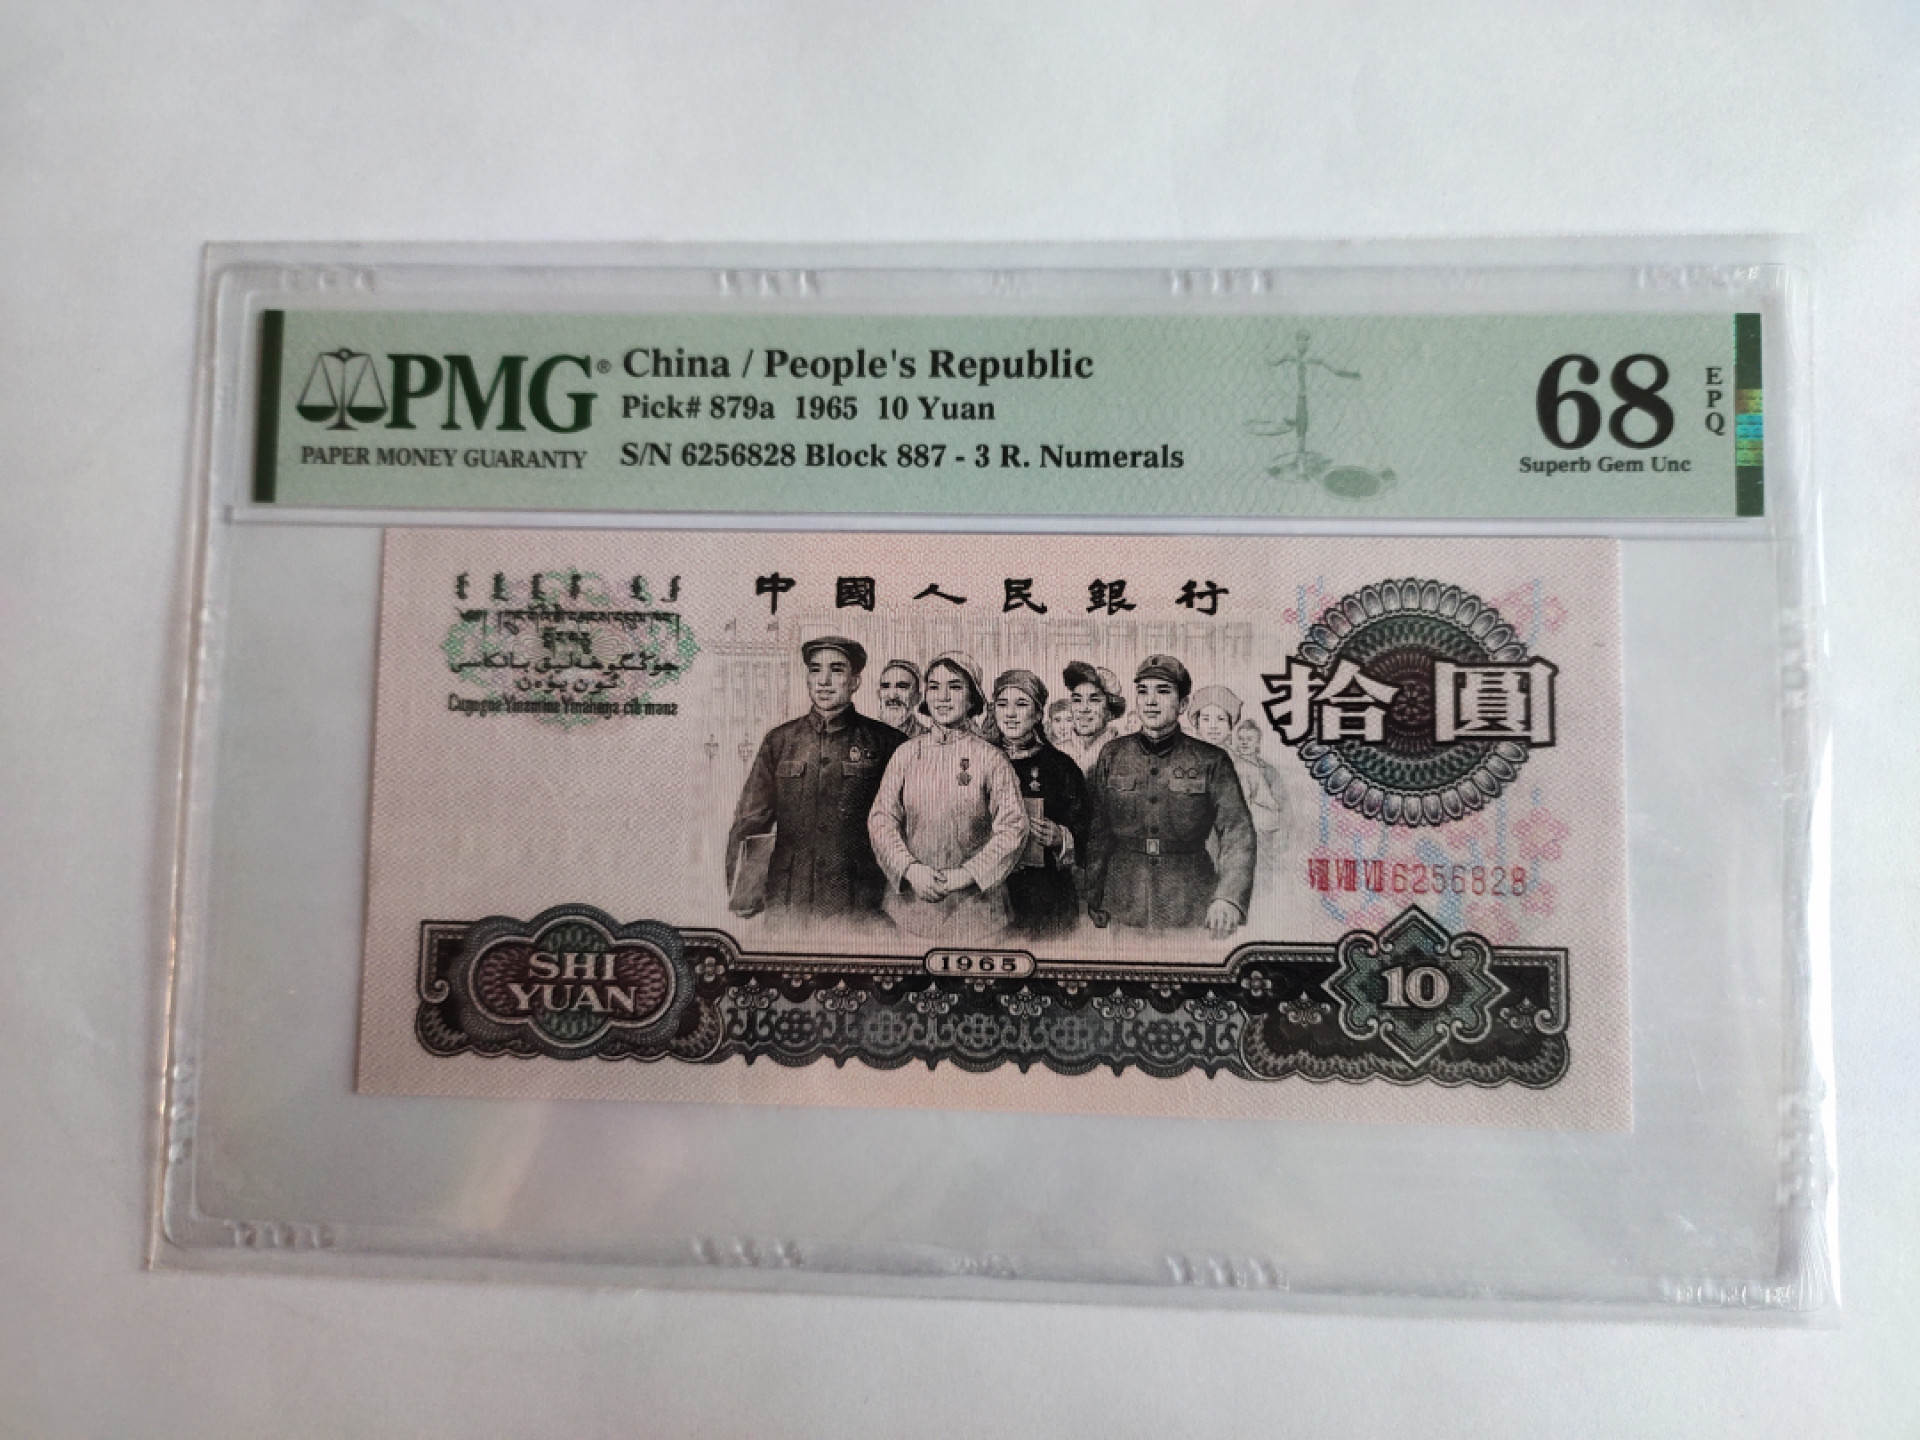 PMG®
PAPER MONEY GUARANTY
China / People's Republic
Pick# 879a 1965 10 Yuan
S/N 6256828 Block 887 - 3 R. Numerals
68
EPQ
Superb Gem Unc
中國人民銀行
拾圓
ⅧⅧⅦ6256828
1965
SHI
YUAN
10